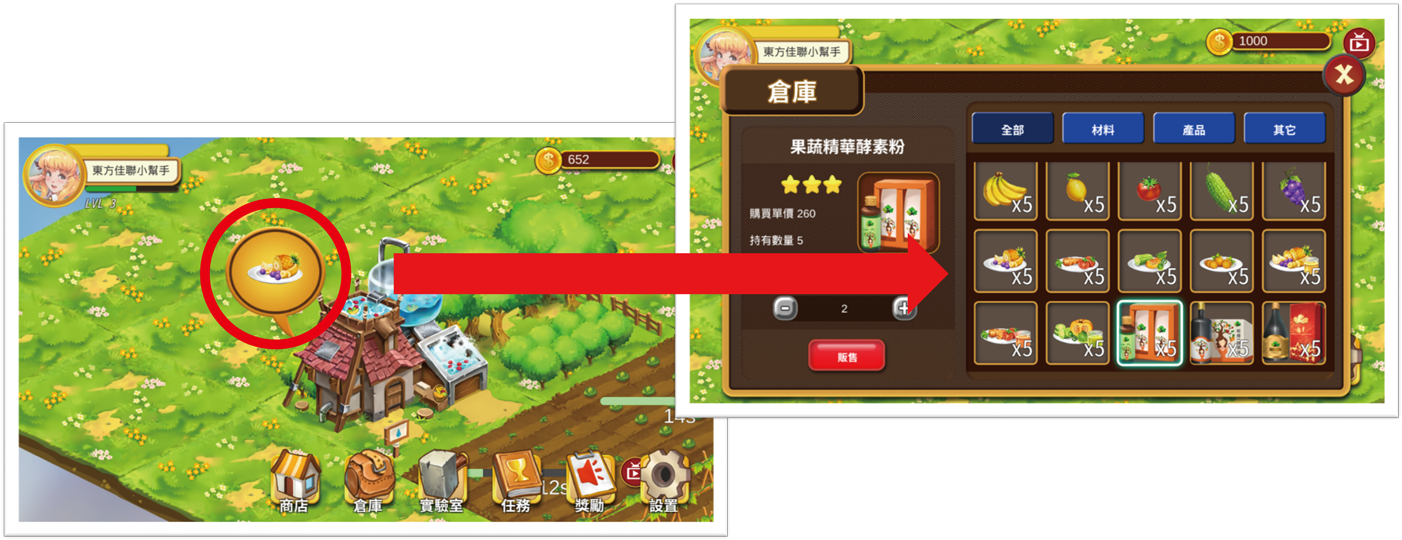 東方佳聯小幫手
LVL 3
652
14s
12s
商店
倉庫
實驗室
任務
獎勵
設置
東方佳聯小幫手
1000
倉庫
X
果蔬精華酵素粉
購買單價 260
持有數量 5
2
販售
全部 材料 產品 其它
x5 x5 x5 x5 x5
x5 x5 x5 x5 x5
x5 x5 x5 x5 x5